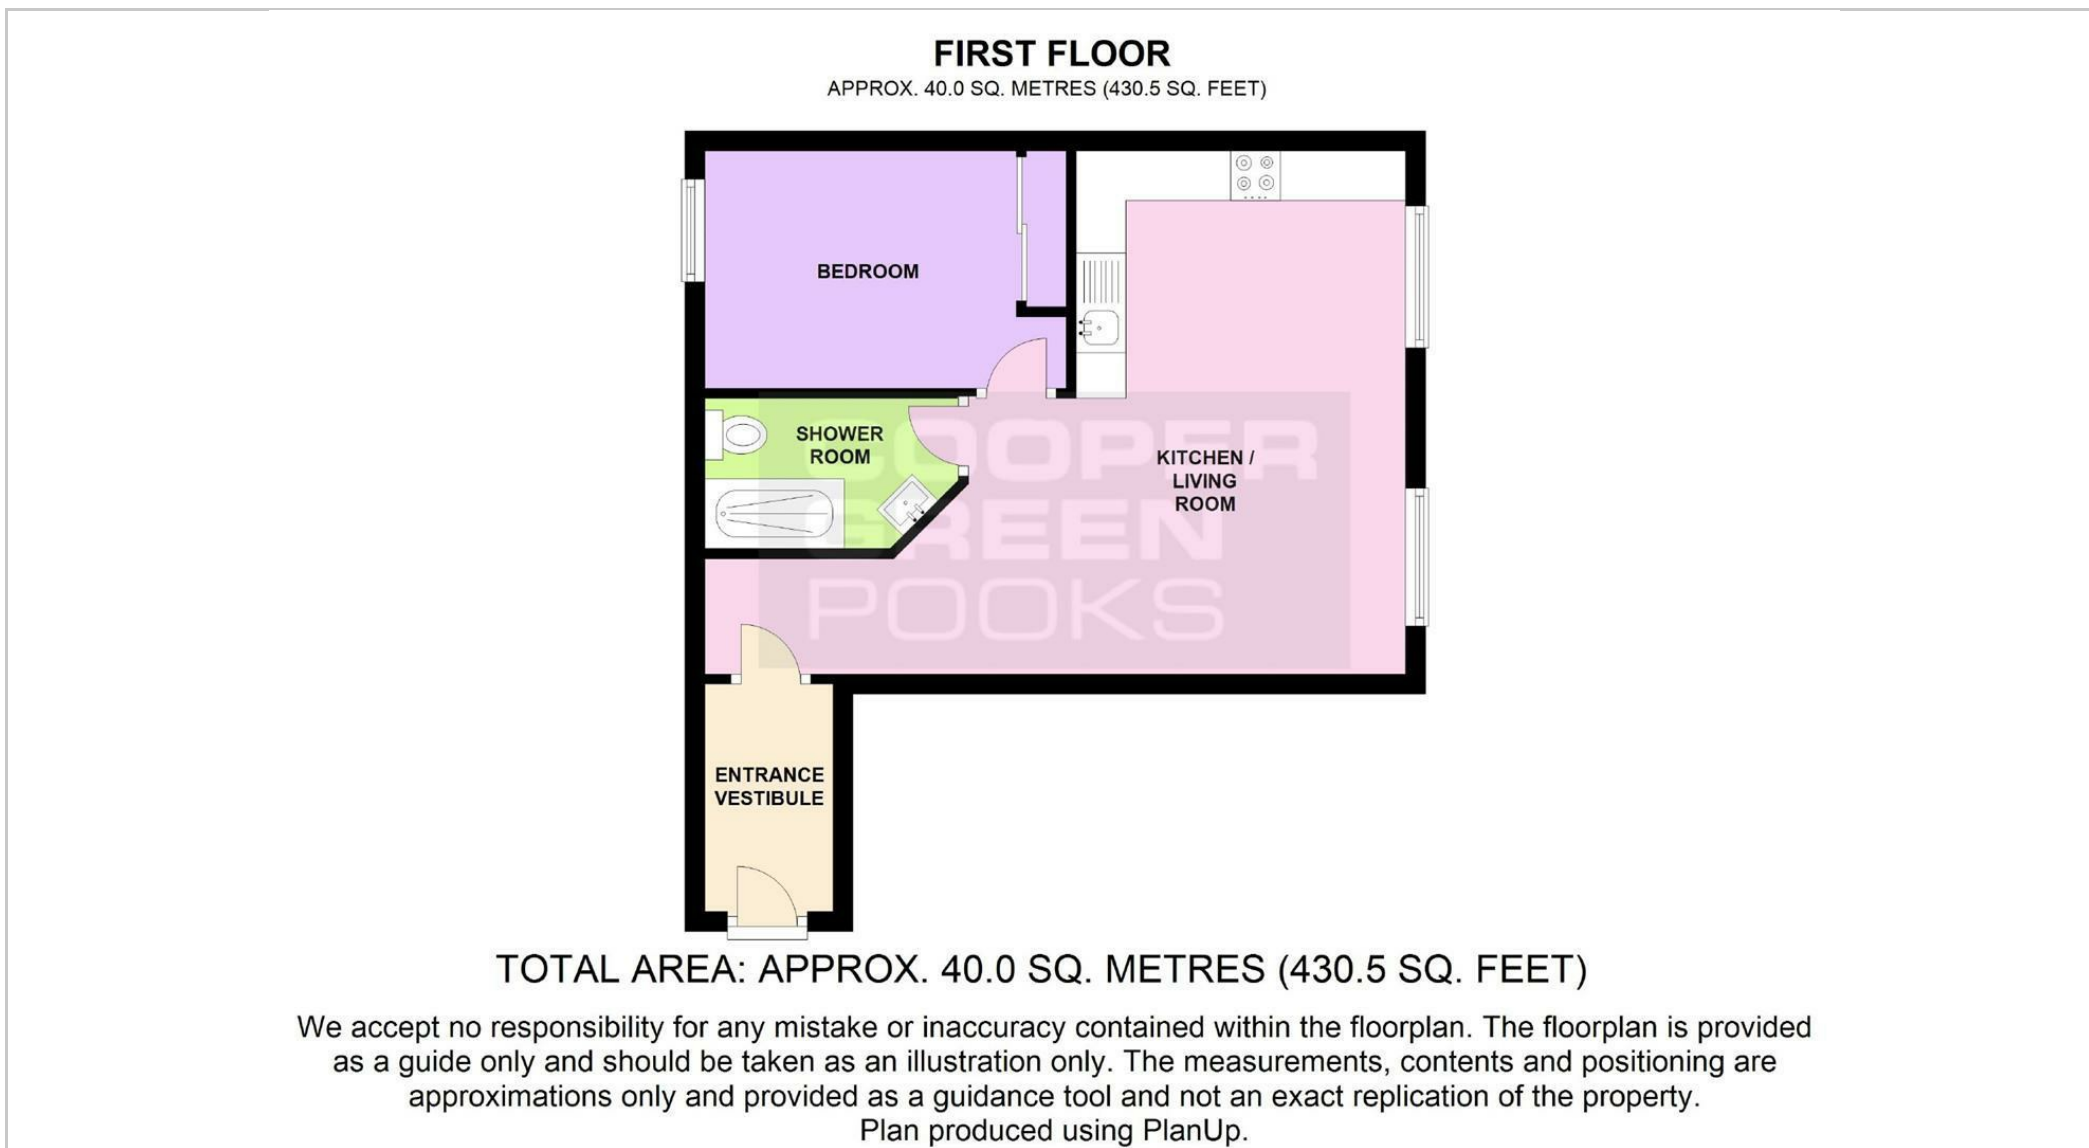 FIRST FLOOR
APPROX. 40.0 SQ. METRES (430.5 SQ. FEET)
BEDROOM
SHOWER
ROOM
KITCHEN /
LIVING
ROOM
COOPER
GREEN
POOKS
ENTRANCE
VESTIBULE
TOTAL AREA: APPROX. 40.0 SQ. METRES (430.5 SQ. FEET)
We accept no responsibility for any mistake or inaccuracy contained within the floorplan. The floorplan is provided
as a guide only and should be taken as an illustration only. The measurements, contents and positioning are
approximations only and provided as a guidance tool and not an exact replication of the property.
Plan produced using PlanUp.